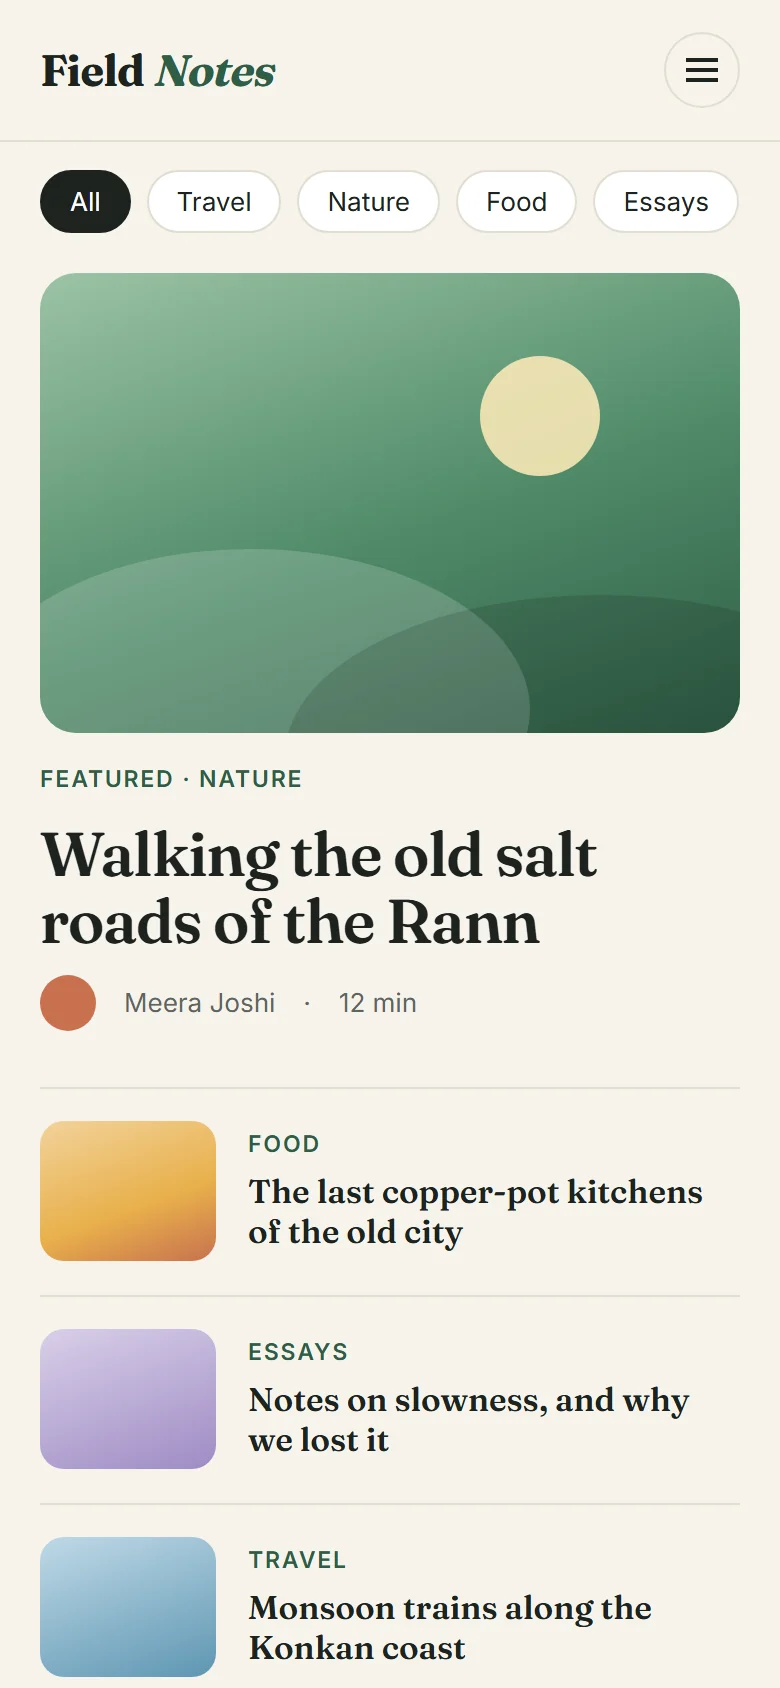 Field Notes
All Travel Nature Food Essays
FEATURED · NATURE
Walking the old salt
roads of the Rann
Meera Joshi · 12 min
FOOD
The last copper-pot kitchens
of the old city
ESSAYS
Notes on slowness, and why
we lost it
TRAVEL
Monsoon trains along the
Konkan coast